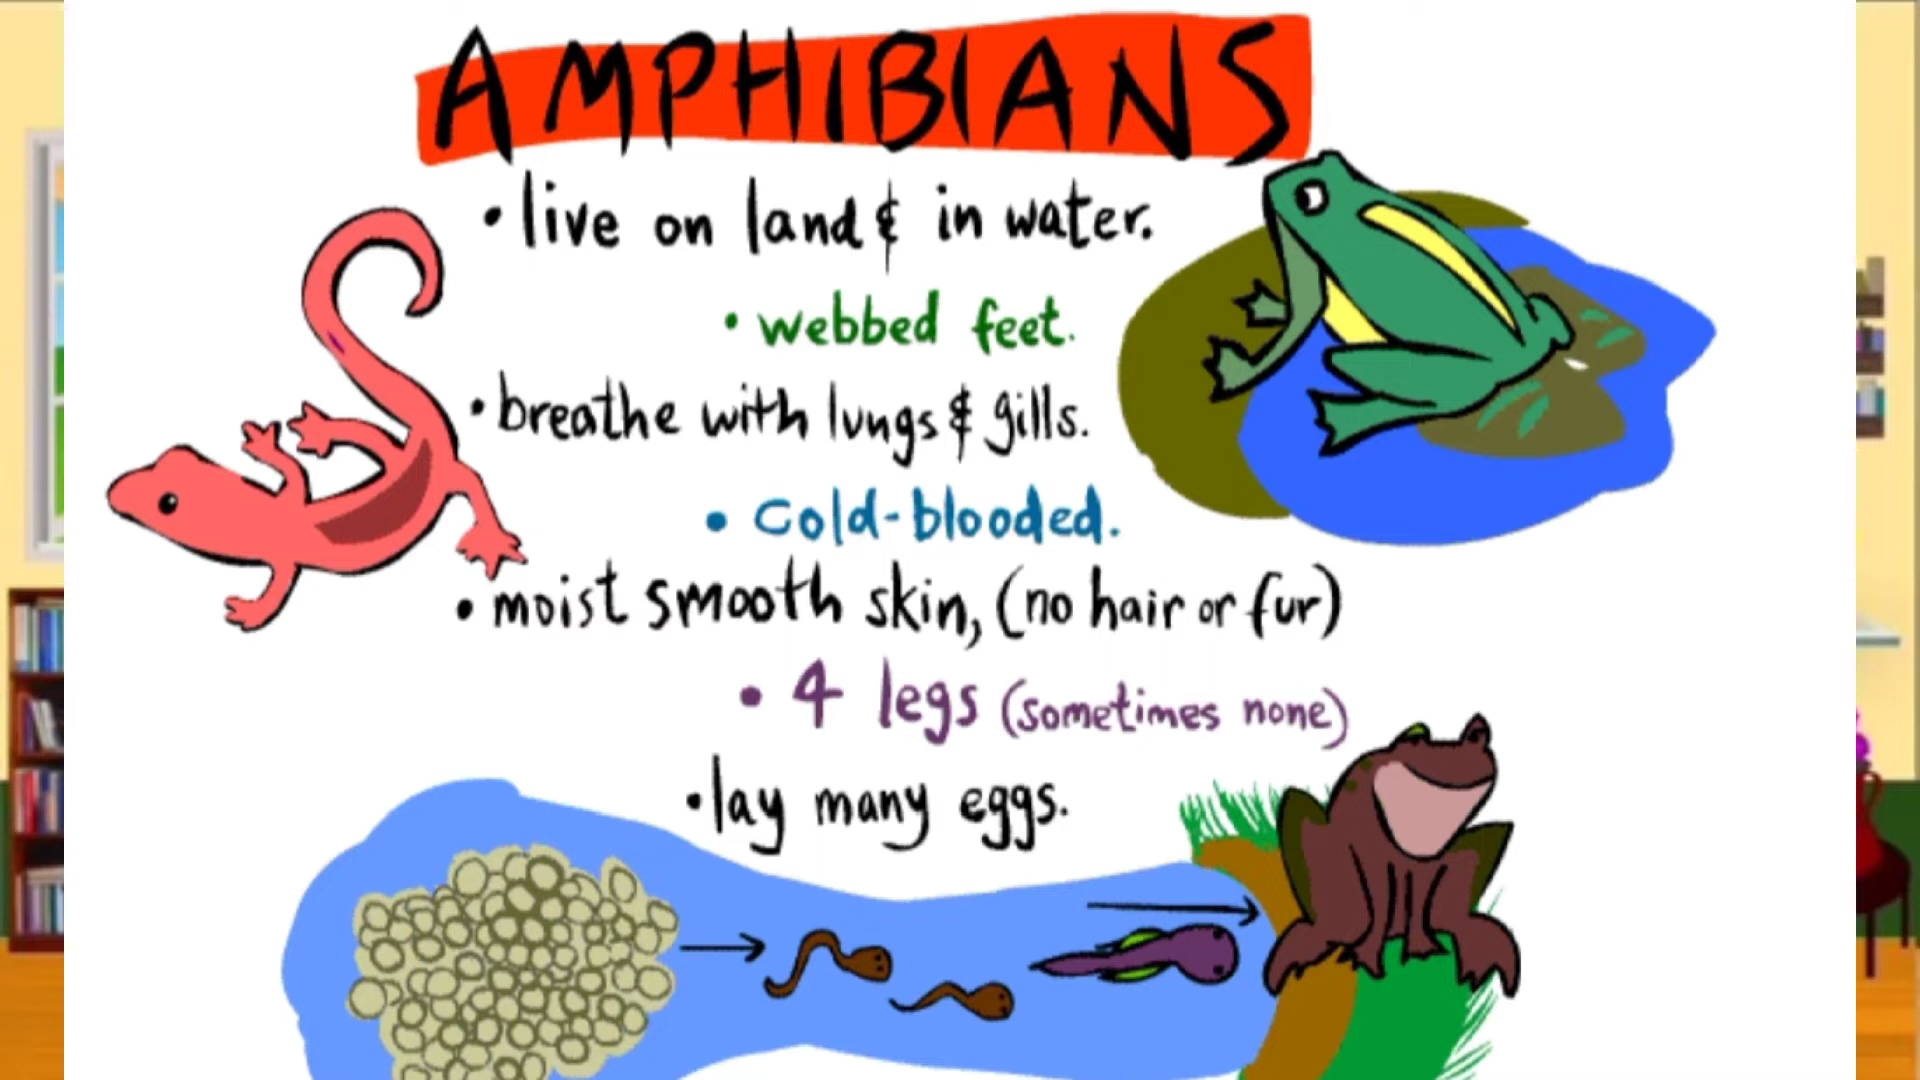 AMPHIBIANS
• live on land & in water.
• webbed feet.
• breathe with lungs & gills.
• cold-blooded.
• moist smooth skin, (no hair or fur)
• 4 legs (sometimes none)
• lay many eggs.